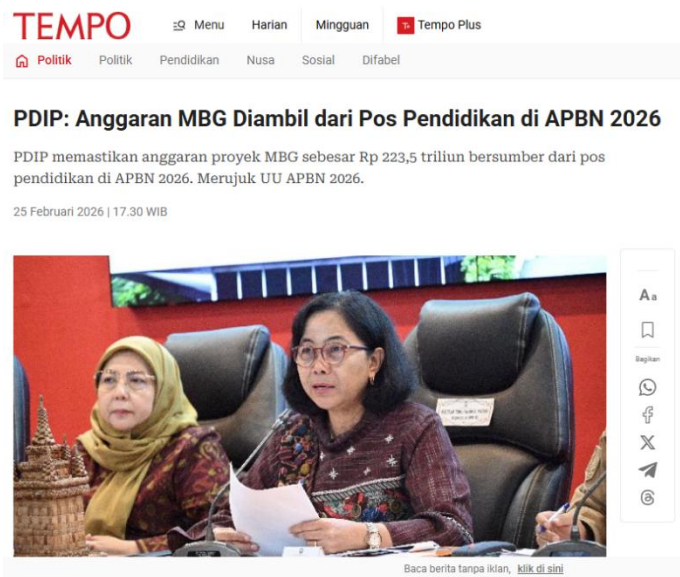 TEMPO
Menu Harian Mingguan Tempo Plus
Politik Politik Pendidikan Nusa Sosial Difabel
PDIP: Anggaran MBG Diambil dari Pos Pendidikan di APBN 2026
PDIP memastikan anggaran proyek MBG sebesar Rp 223,5 triliun bersumber dari pos
pendidikan di APBN 2026. Merujuk UU APBN 2026.
25 Februari 2026 | 17.30 WIB
Aa
Bagikan
Baca berita tanpa iklan, klik di sini